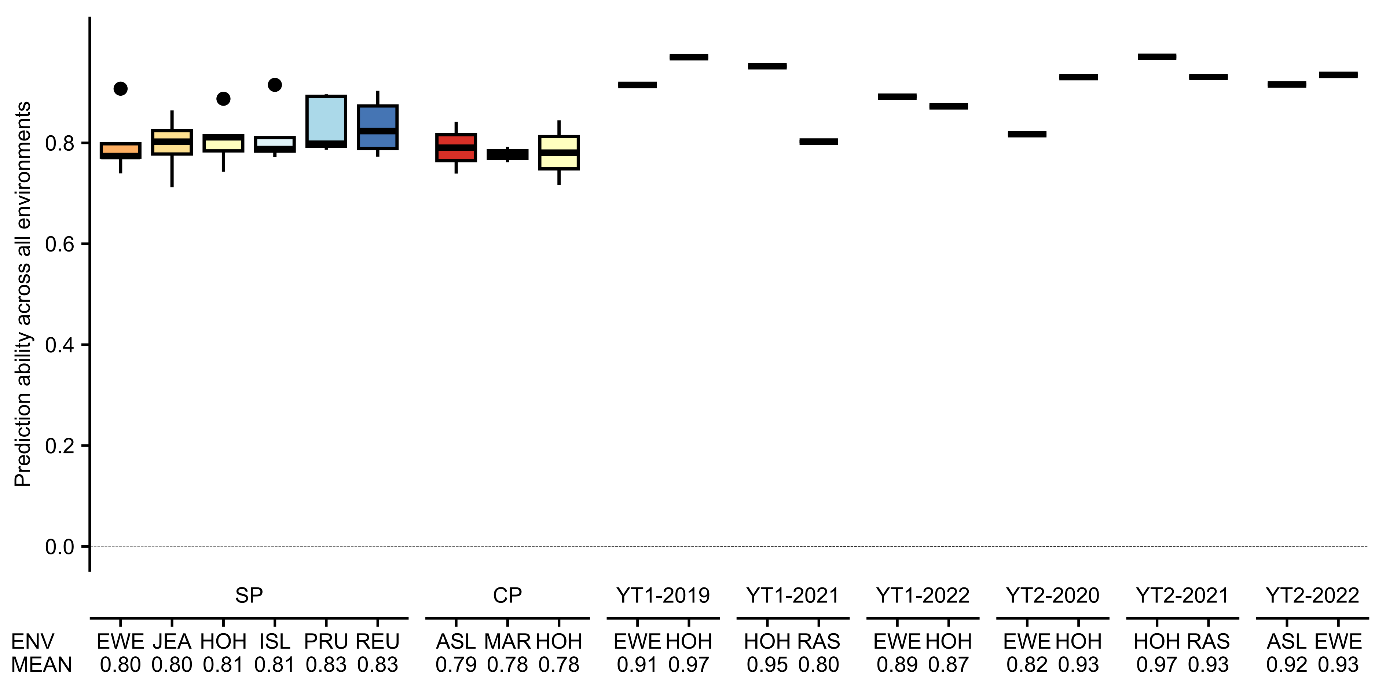 Prediction ability across all environments
0.8
0.6
0.4
0.2
0.0
SP CP YT1-2019 YT1-2021 YT1-2022 YT2-2020 YT2-2021 YT2-2022
ENV EWE JEA HOH ISL PRU REU ASL MAR HOH EWE HOH HOH RAS EWE HOH EWE HOH HOH RAS ASL EWE
MEAN 0.80 0.80 0.81 0.81 0.83 0.83 0.79 0.78 0.78 0.91 0.97 0.95 0.80 0.89 0.87 0.82 0.93 0.97 0.93 0.92 0.93